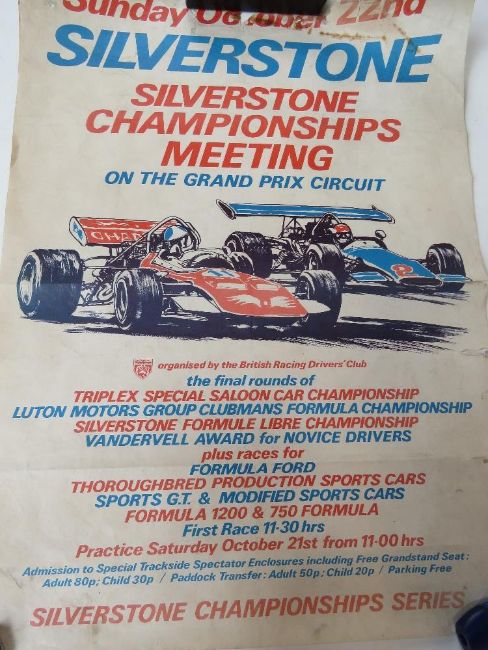 Sunday October 22nd
SILVERSTONE
SILVERSTONE
CHAMPIONSHIPS
MEETING
ON THE GRAND PRIX CIRCUIT
organised by the British Racing Drivers' Club
the final rounds of
TRIPLEX SPECIAL SALOON CAR CHAMPIONSHIP
LUTON MOTORS GROUP CLUBMANS FORMULA CHAMPIONSHIP
SILVERSTONE FORMULE LIBRE CHAMPIONSHIP
VANDERVELL AWARD for NOVICE DRIVERS
plus races for
FORMULA FORD
THOROUGHBRED PRODUCTION SPORTS CARS
SPORTS G.T. & MODIFIED SPORTS CARS
FORMULA 1200 & 750 FORMULA
First Race 11-30 hrs
Practice Saturday October 21st from 11-00 hrs
Admission to Special Trackside Spectator Enclosures including Free Grandstand Seat:
Adult 80p; Child 30p / Paddock Transfer: Adult 50p; Child 20p / Parking Free
SILVERSTONE CHAMPIONSHIPS SERIES